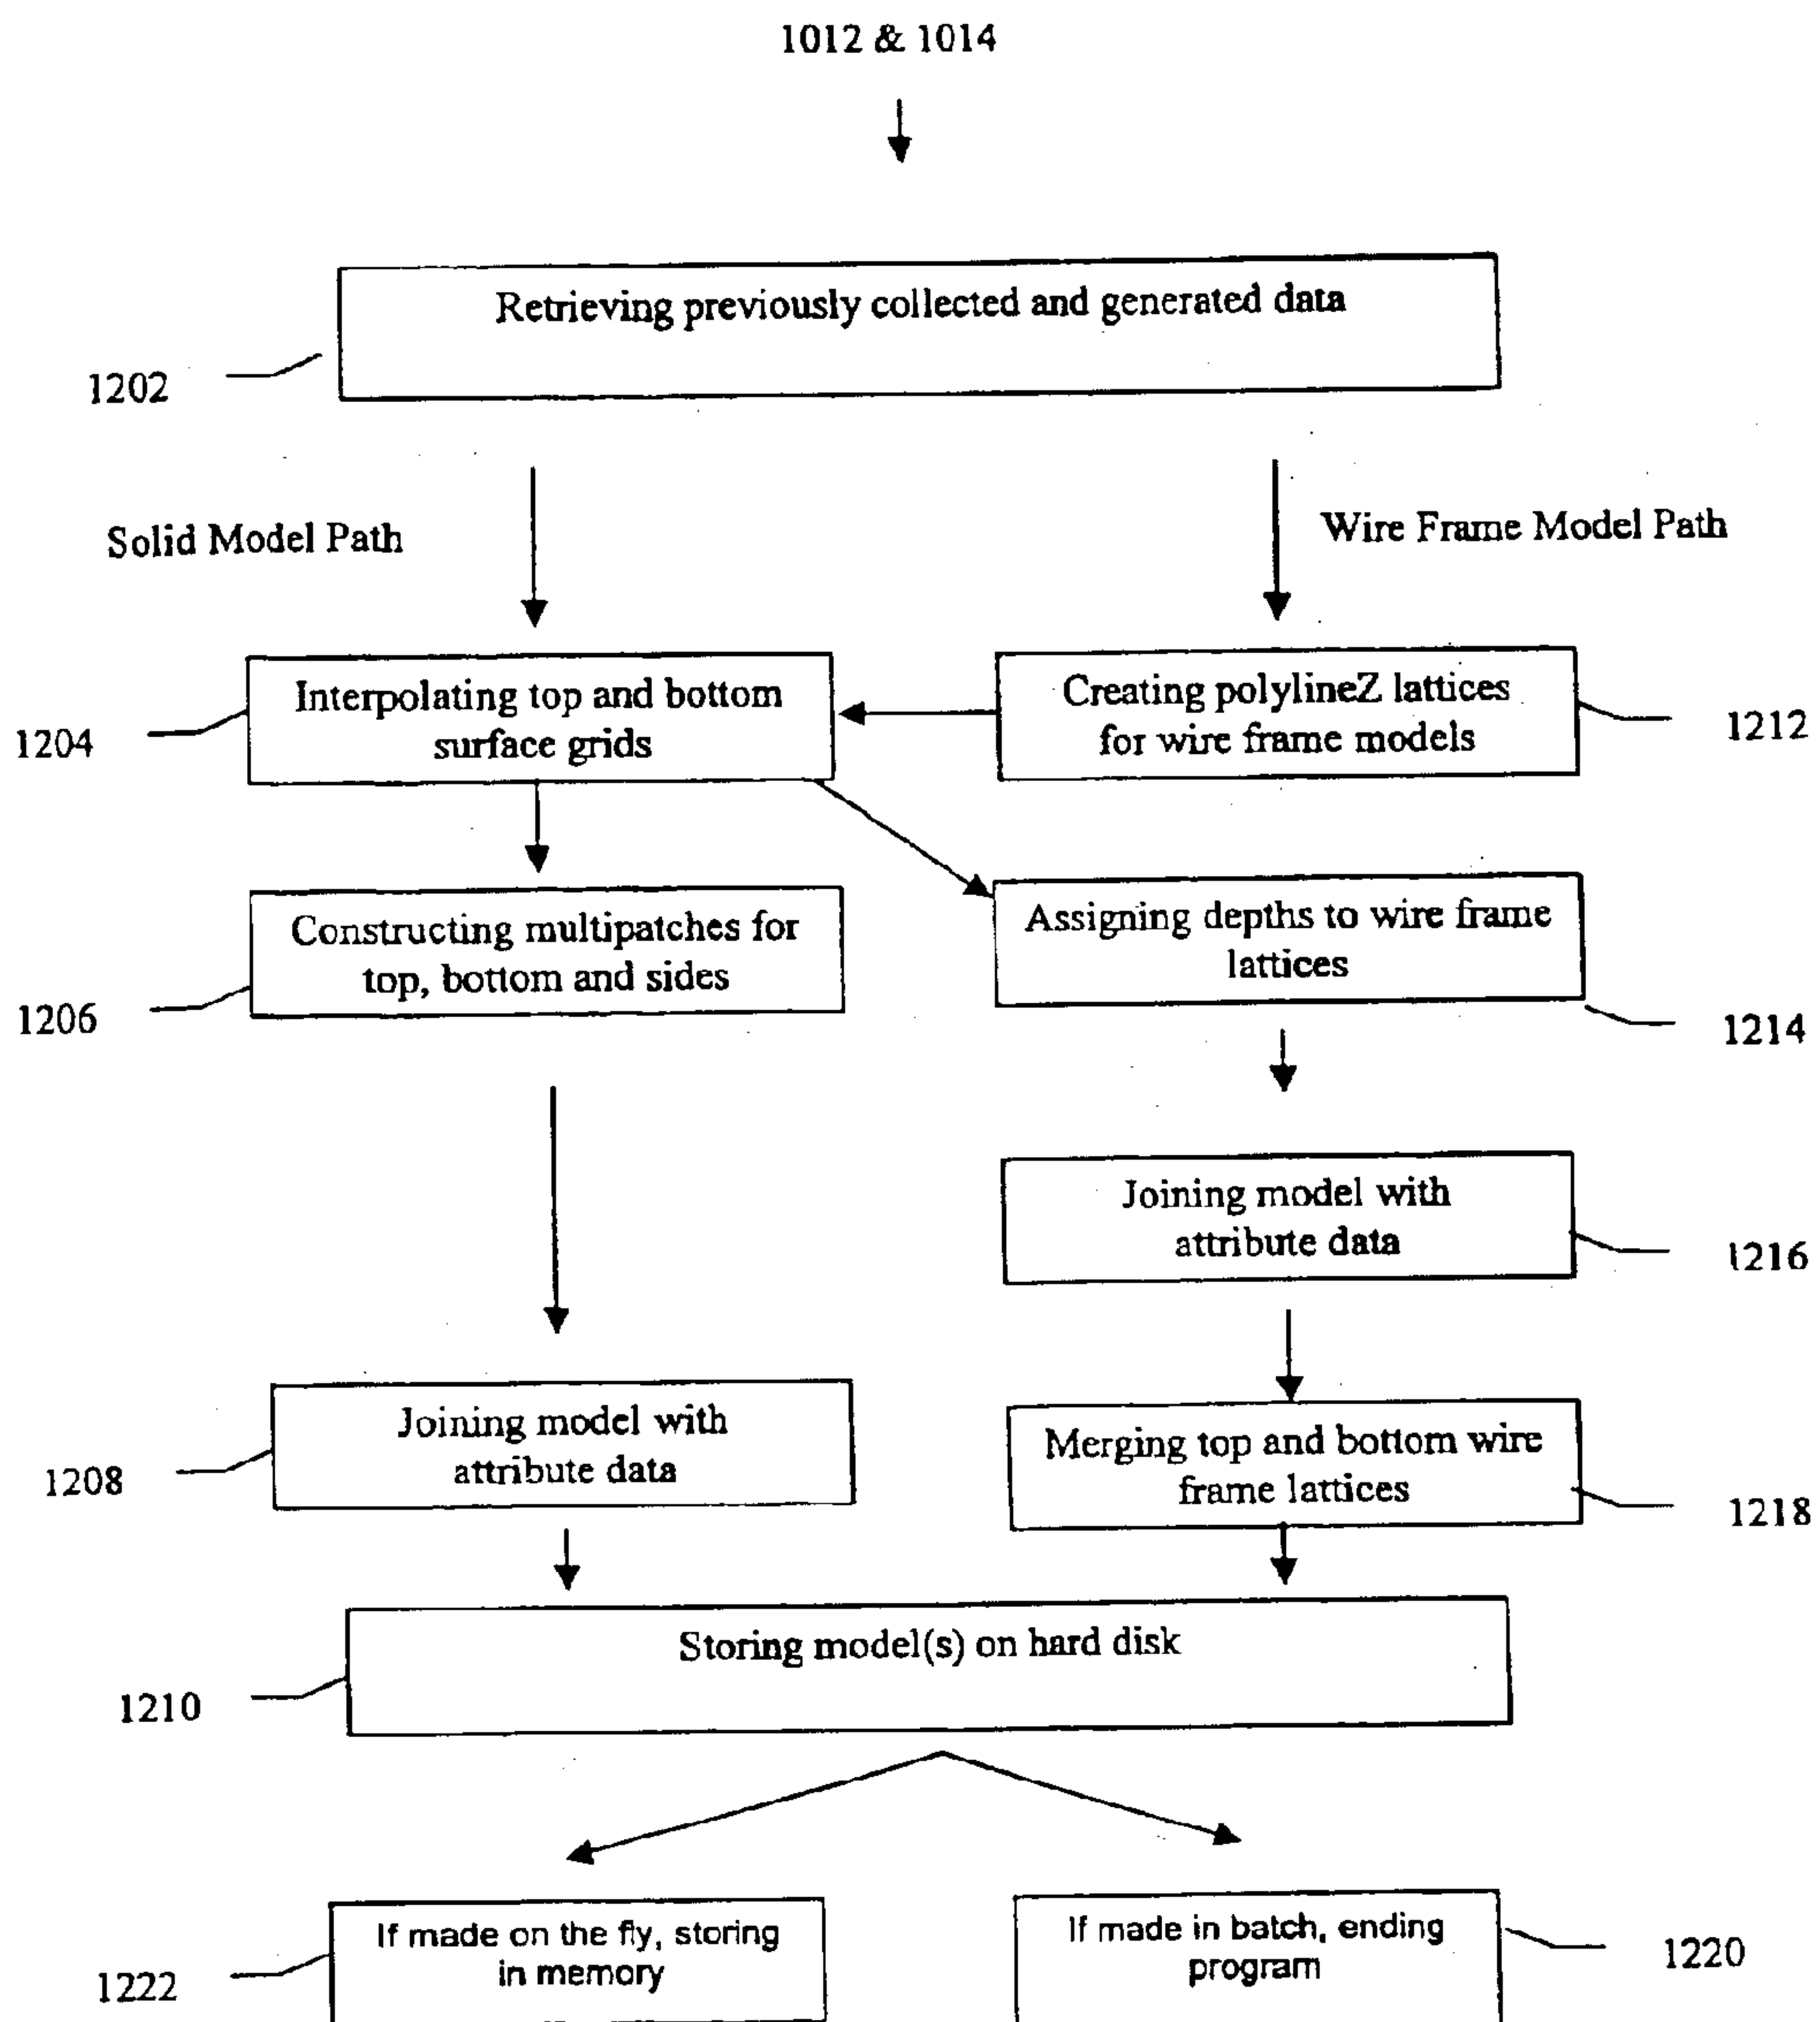 1012 & 1014
Retrieving previously collected and generated data
1202
Solid Model Path
Wire Frame Model Path
Interpolating top and bottom
surface grids
1204
Creating polylineZ lattices
for wire frame models
1212
Constructing multipatches for
top, bottom and sides
1206
Assigning depths to wire frame
lattices
1214
Joining model with
attribute data
1216
Joining model with
attribute data
1208
Merging top and bottom wire
frame lattices
1218
Storing model(s) on hard disk
1210
If made on the fly, storing
in memory
1222
If made in batch, ending
program
1220